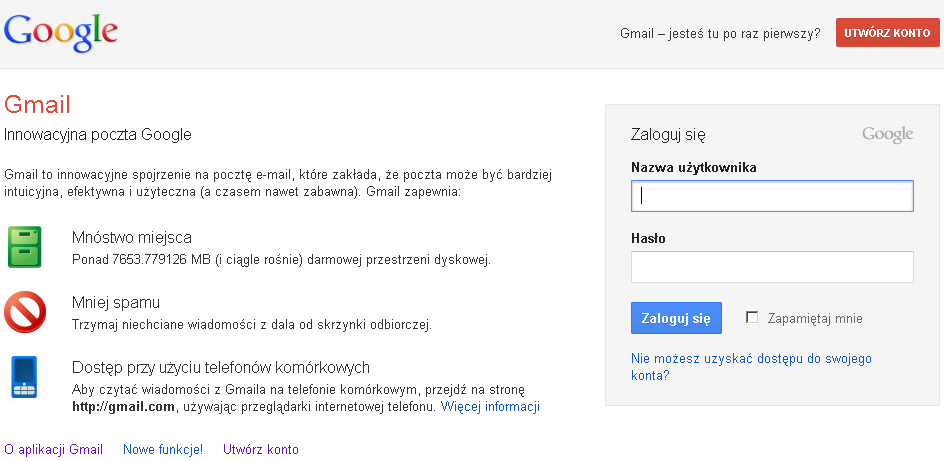 Google
Gmail – jesteś tu po raz pierwszy?
UTWÓRZ KONTO
Gmail
Innowacyjna poczta Google
Gmail to innowacyjne spojrzenie na pocztę e-mail, które zakłada, że poczta może być bardziej
intuicyjna, efektywna i użyteczna (a czasem nawet zabawna). Gmail zapewnia:
Mnóstwo miejsca
Ponad 7653.779126 MB (i ciągle rośnie) darmowej przestrzeni dyskowej.
Mniej spamu
Trzymaj niechciane wiadomości z dala od skrzynki odbiorczej.
Dostęp przy użyciu telefonów komórkowych
Aby czytać wiadomości z Gmaila na telefonie komórkowym, przejdź na stronę
http://gmail.com, używając przeglądarki internetowej telefonu. Więcej informacji
O aplikacji Gmail Nowe funkcje! Utwórz konto
Zaloguj się
Google
Nazwa użytkownika
Hasło
Zaloguj się
Zapamiętaj mnie
Nie możesz uzyskać dostępu do swojego
konta?